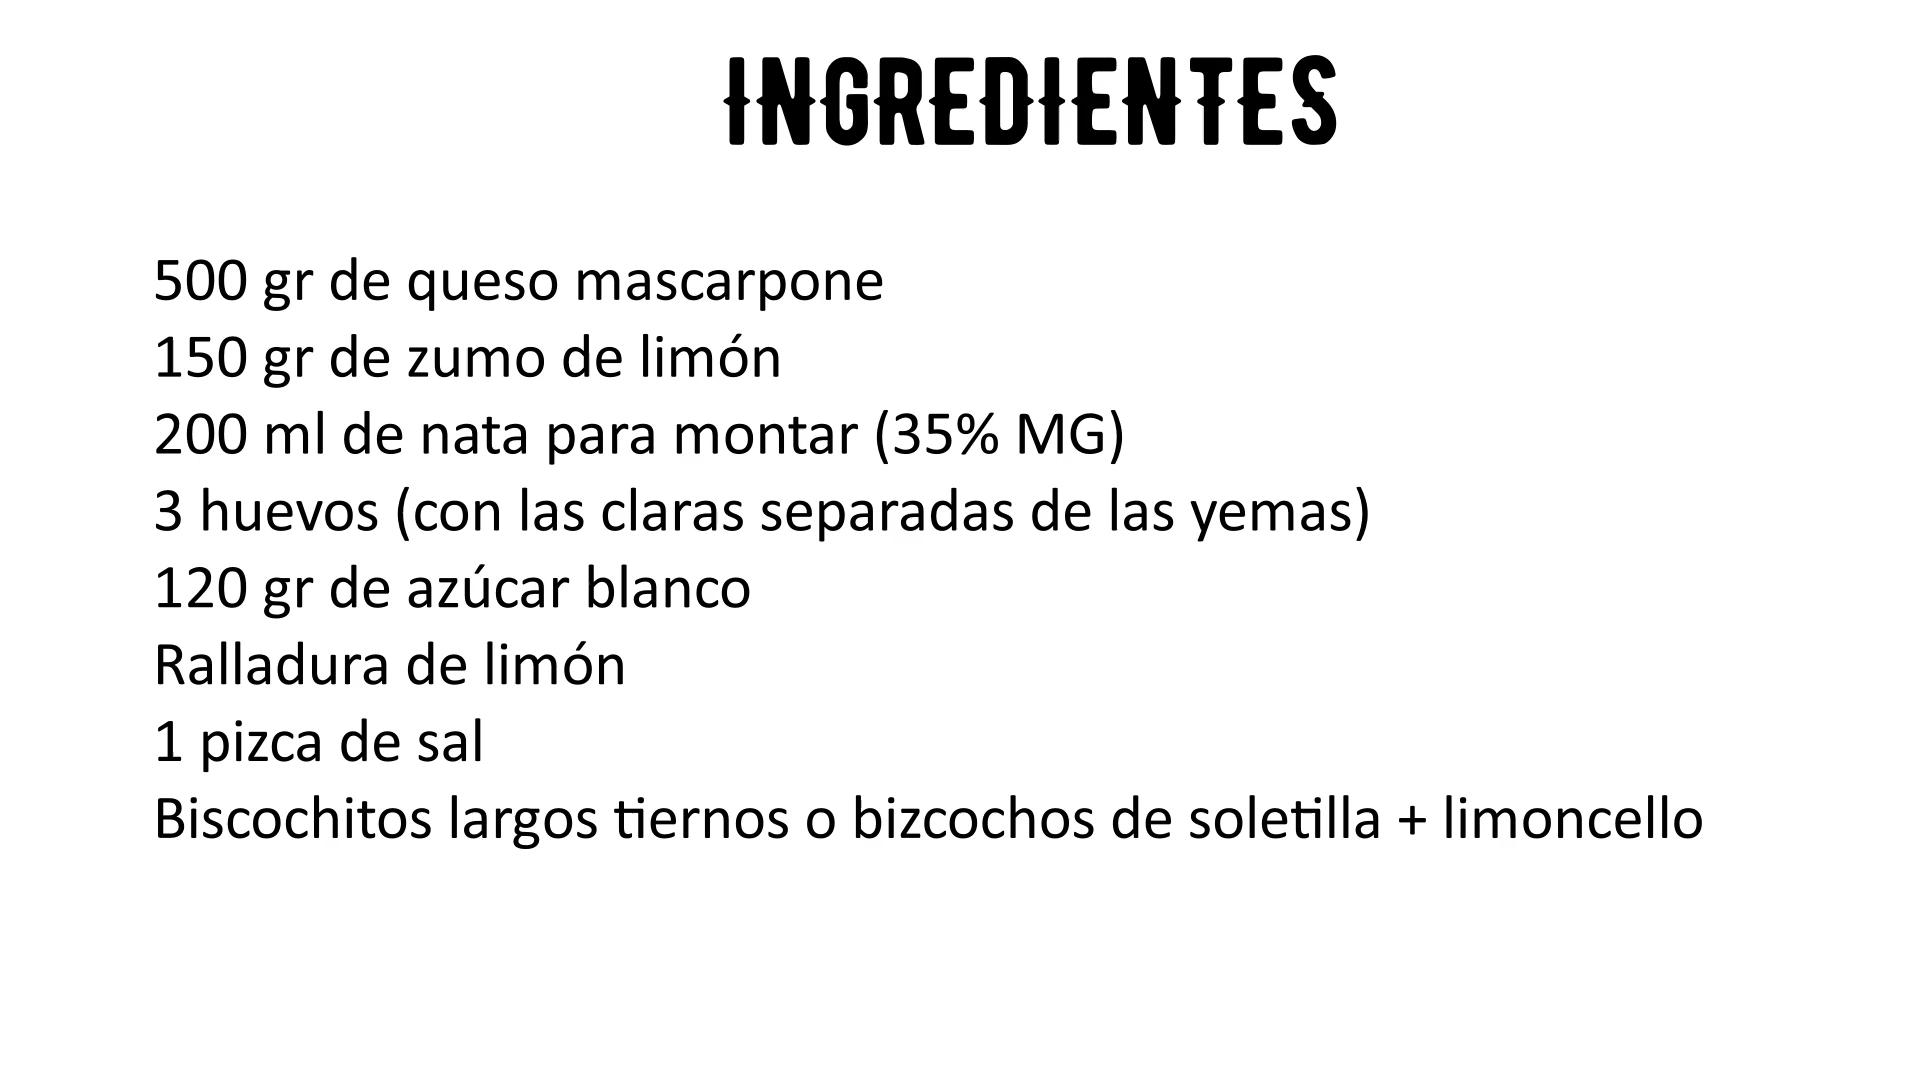 INGREDIENTES
500 gr de queso mascarpone
150 gr de zumo de limón
200 ml de nata para montar (35% MG)
3 huevos (con las claras separadas de las yemas)
120 gr de azúcar blanco
Ralladura de limón
1 pizca de sal
Biscochitos largos tiernos o bizcochos de soletilla + limoncello